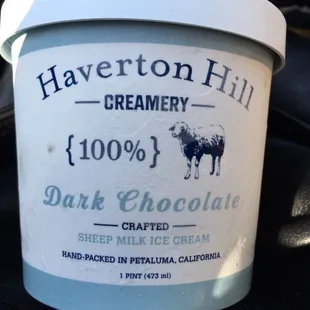 Haverton Hill
CREAMERY
{100%}
Dark Chocolate
CRAFTED
SHEEP MILK ICE CREAM
HAND-PACKED IN PETALUMA, CALIFORNIA
1 PINT (473 ml)